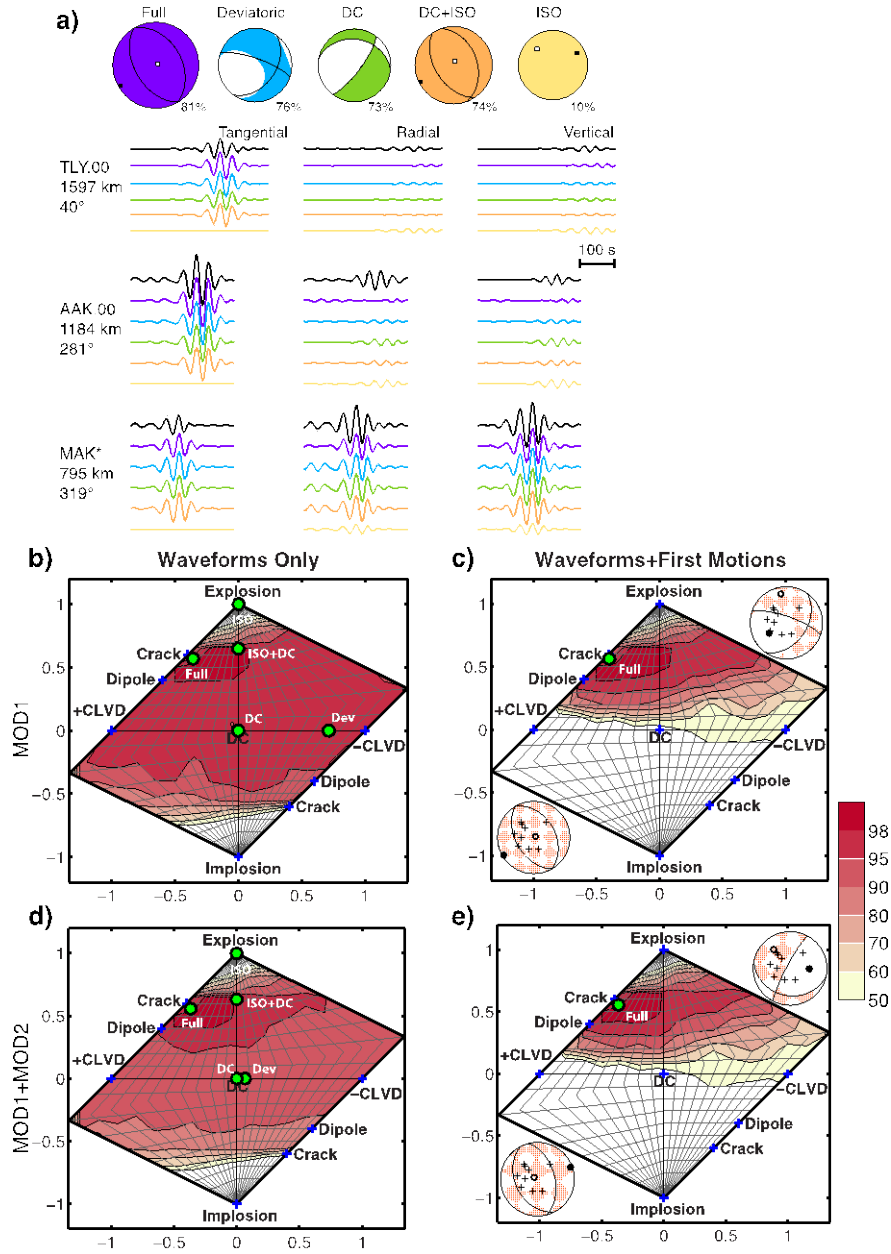 a)
Full Deviatoric DC DC+ISO ISO
81% 76% 73% 74% 10%
Tangential Radial Vertical
TLY.00
1597 km
40°
100 s
AAK.00
1184 km
281°
MAK*
795 km
319°
b) Waveforms Only
Explosion
ISO
Crack
ISO+DC
Full
Dipole
+CLVD
DC
Dev
DC
−CLVD
Dipole
Crack
Implosion
MOD1
1
0.5
0
−0.5
−1
−1 −0.5 0 0.5 1
c) Waveforms+First Motions
Explosion
Crack
Full
Dipole
+CLVD
DC
−CLVD
Dipole
Crack
Implosion
1
0.5
0
−0.5
−1
−1 −0.5 0 0.5 1
98
95
90
80
70
60
50
d)
Explosion
ISO
Crack
ISO+DC
Full
Dipole
+CLVD
DC
Dev
DC
−CLVD
Dipole
Crack
Implosion
MOD1+MOD2
1
0.5
0
−0.5
−1
−1 −0.5 0 0.5 1
e)
Explosion
Crack
Full
Dipole
+CLVD
DC
−CLVD
Dipole
Crack
Implosion
1
0.5
0
−0.5
−1
−1 −0.5 0 0.5 1